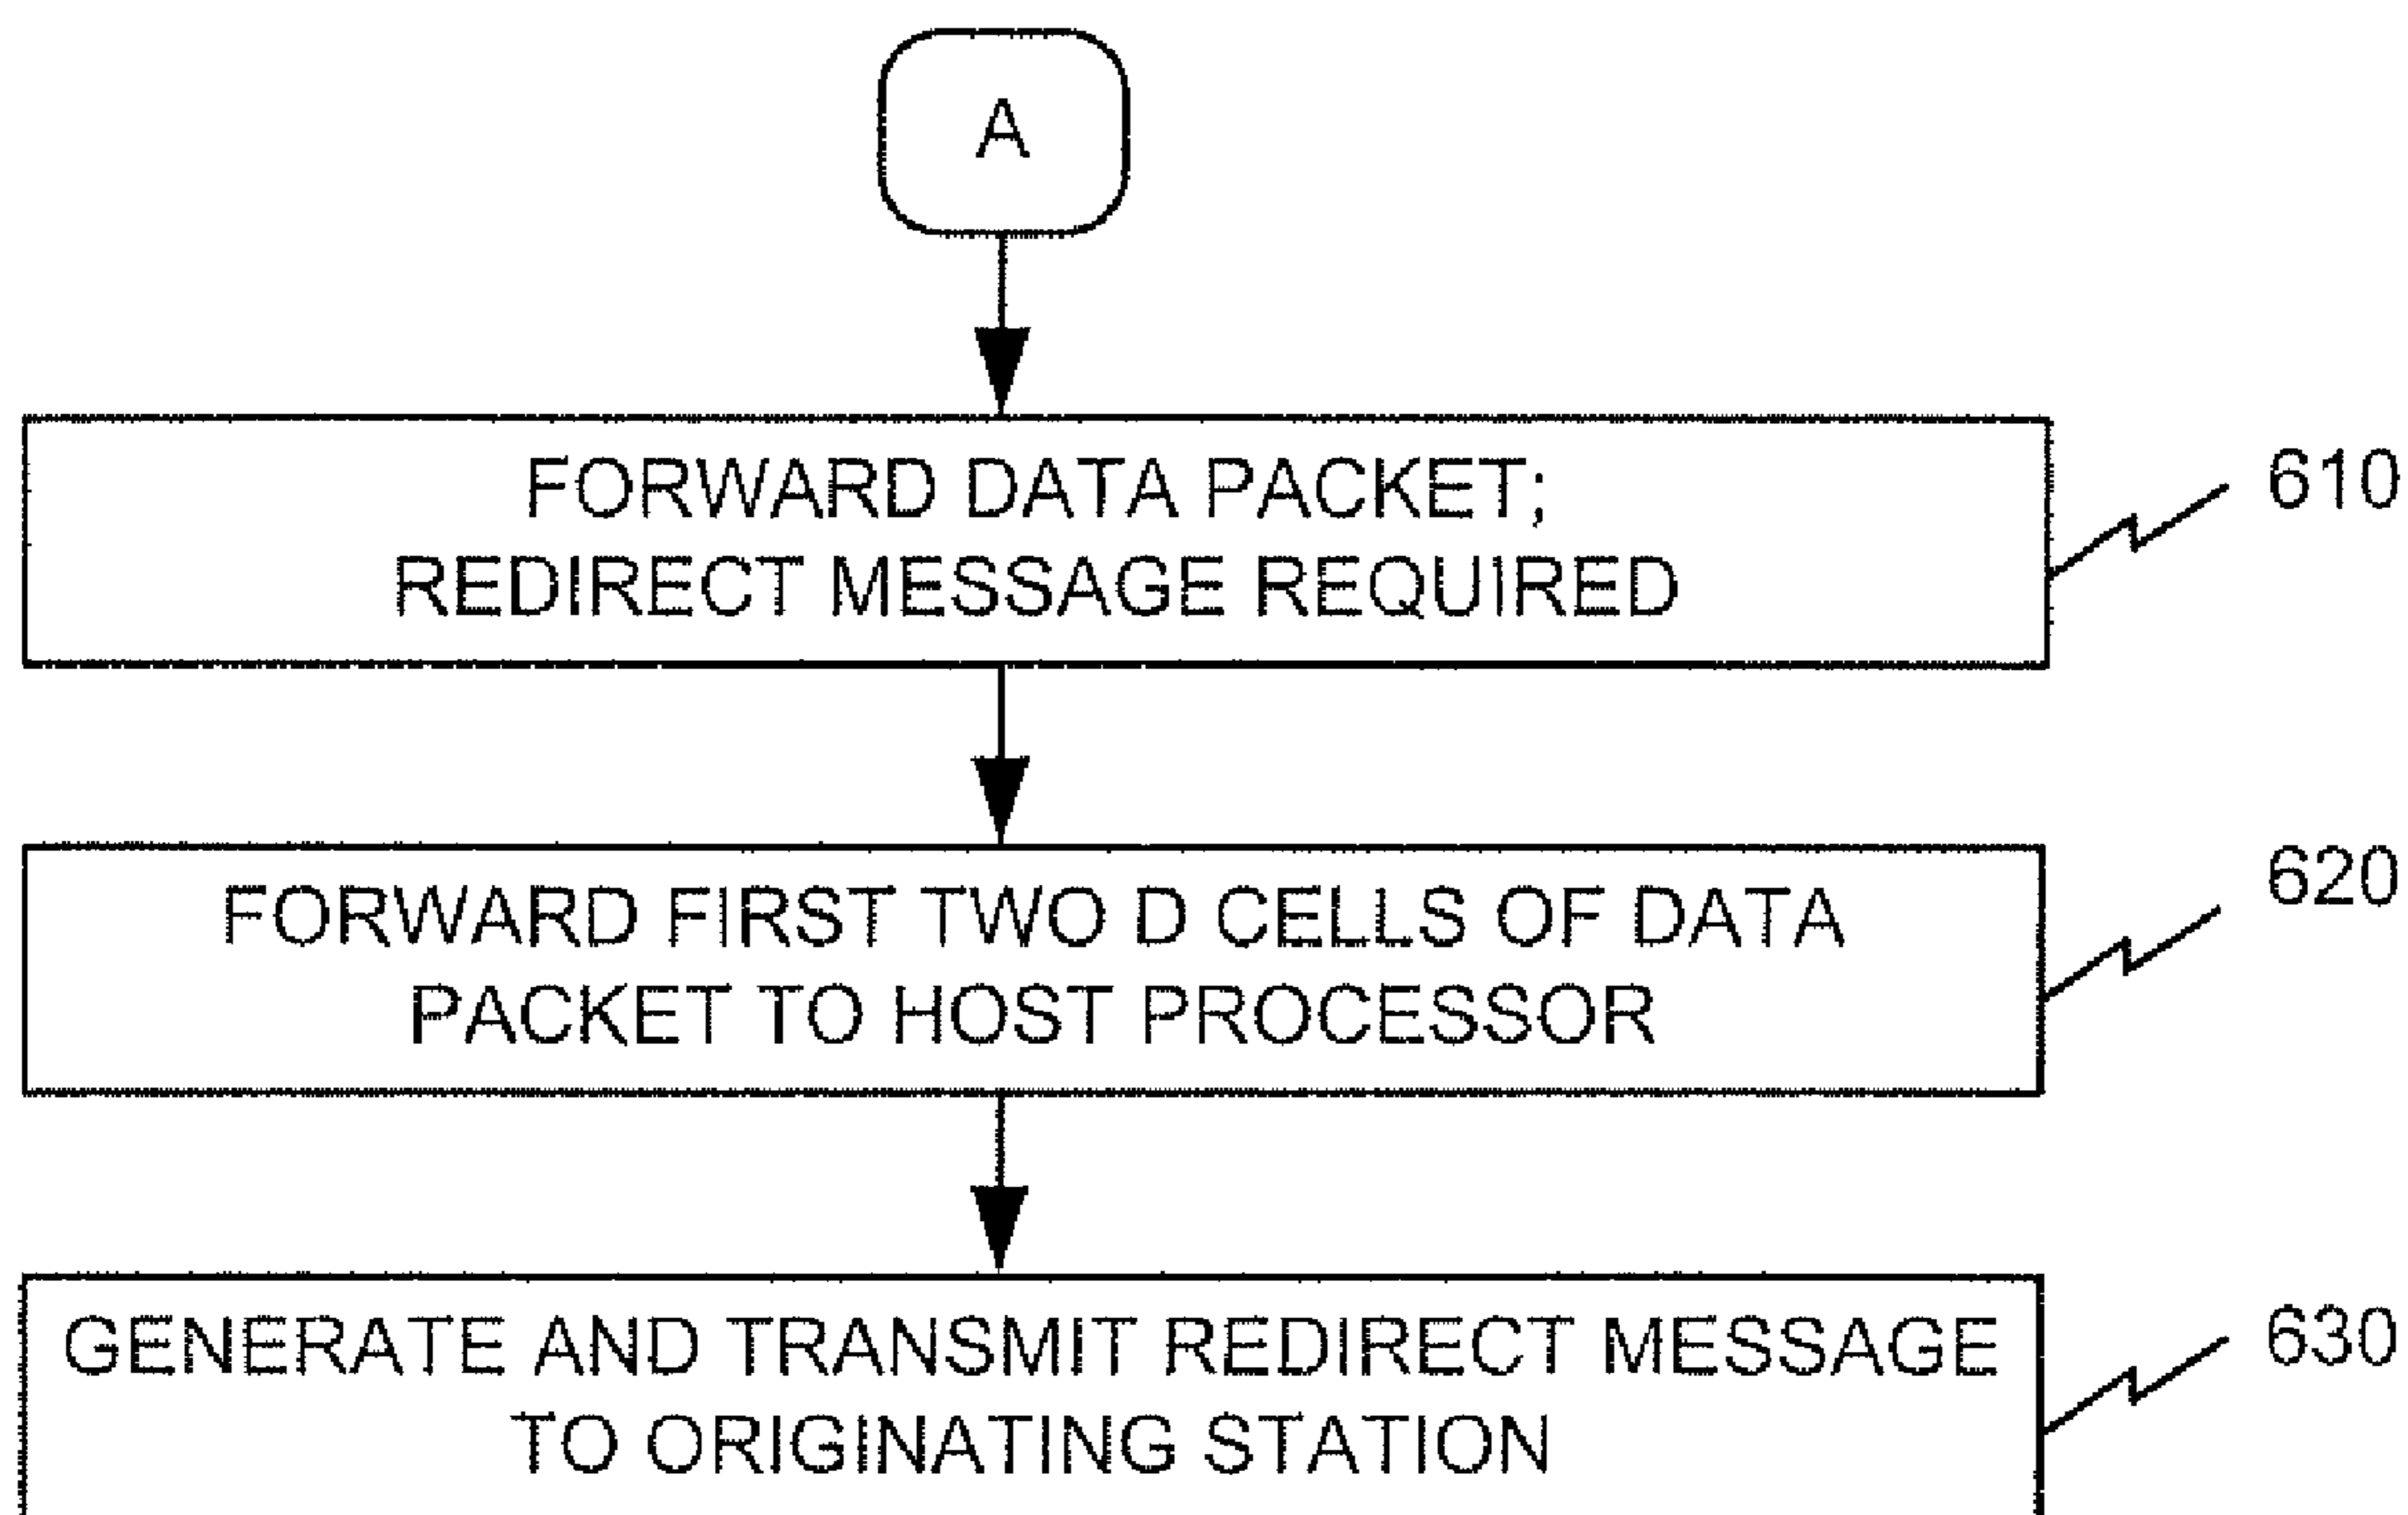 A
FORWARD DATA PACKET;
REDIRECT MESSAGE REQUIRED
610
FORWARD FIRST TWO D CELLS OF DATA
PACKET TO HOST PROCESSOR
620
GENERATE AND TRANSMIT REDIRECT MESSAGE
TO ORIGINATING STATION
630